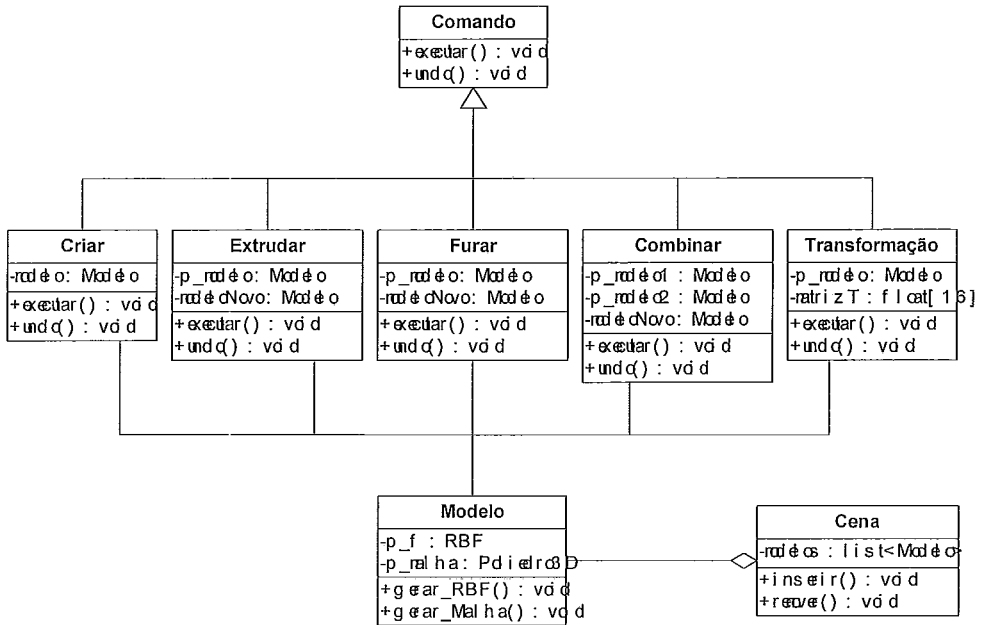 Comando
+executar() : void
+undo() : void
Criar
-modelo: Modelo
+executar() : void
+undo() : void
Extrudar
-p_modelo: Modelo
-modeloNovo: Modelo
+executar() : void
+undo() : void
Furar
-p_modelo: Modelo
-modeloNovo: Modelo
+executar() : void
+undo() : void
Combinar
-p_modelo1 : Modelo
-p_modelo2 : Modelo
-modeloNovo: Modelo
+executar() : void
+undo() : void
Transformação
-p_modelo: Modelo
-matrizT : float[16]
+executar() : void
+undo() : void
Modelo
-p_f : RBF
-p_malha: Poliedro3D
+gerar_RBF() : void
+gerar_Malha() : void
Cena
-modelos : list<Modelo>
+inserir() : void
+remover() : void